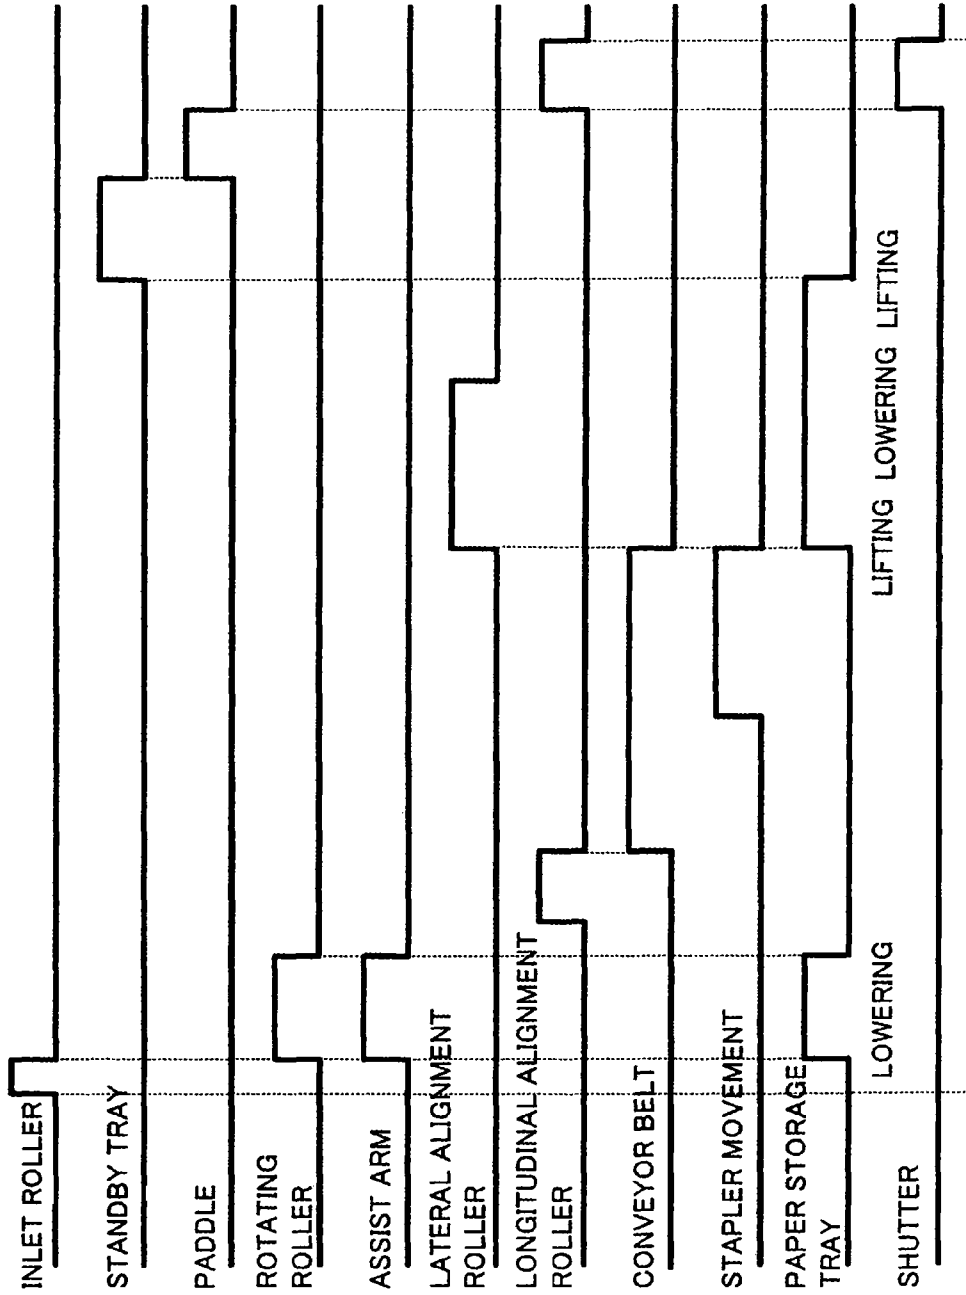 INLET ROLLER
STANDBY TRAY
PADDLE
ROTATING
ROLLER
ASSIST ARM
LATERAL ALIGNMENT
ROLLER
LONGITUDINAL ALIGNMENT
ROLLER
CONVEYOR BELT
STAPLER MOVEMENT
PAPER STORAGE
TRAY
LOWERING
LIFTING LOWERING LIFTING
SHUTTER